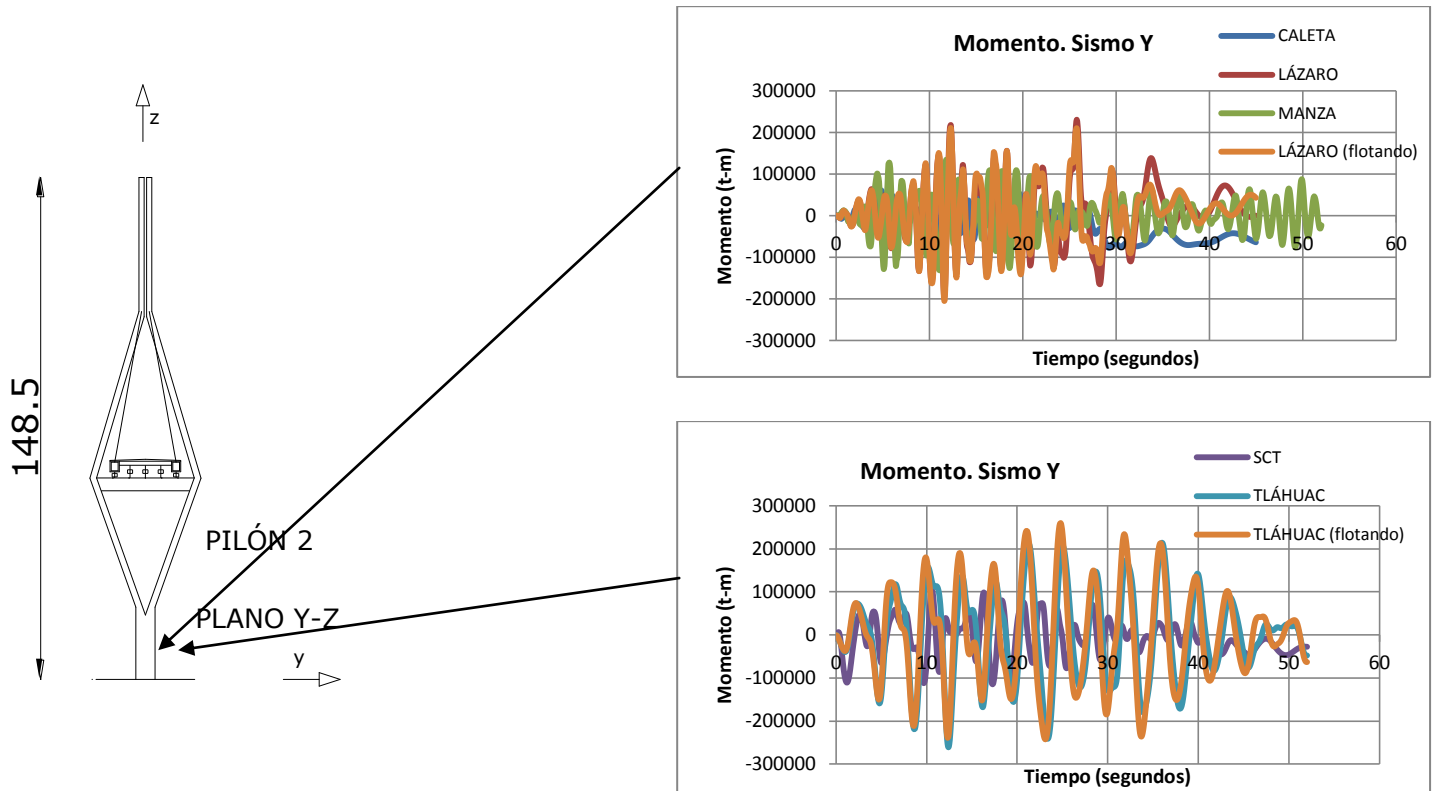 z
148.5
PILÓN 2
PLANO Y-Z
y
Momento. Sismo Y
CALETA
LÁZARO
MANZA
LÁZARO (flotando)
Momento (t-m)
300000
200000
100000
0
-100000
-200000
-300000
0
10
20
30
40
50
60
Tiempo (segundos)
Momento. Sismo Y
SCT
TLÁHUAC
TLÁHUAC (flotando)
Momento (t-m)
300000
200000
100000
0
-100000
-200000
-300000
0
10
20
30
40
50
60
Tiempo (segundos)